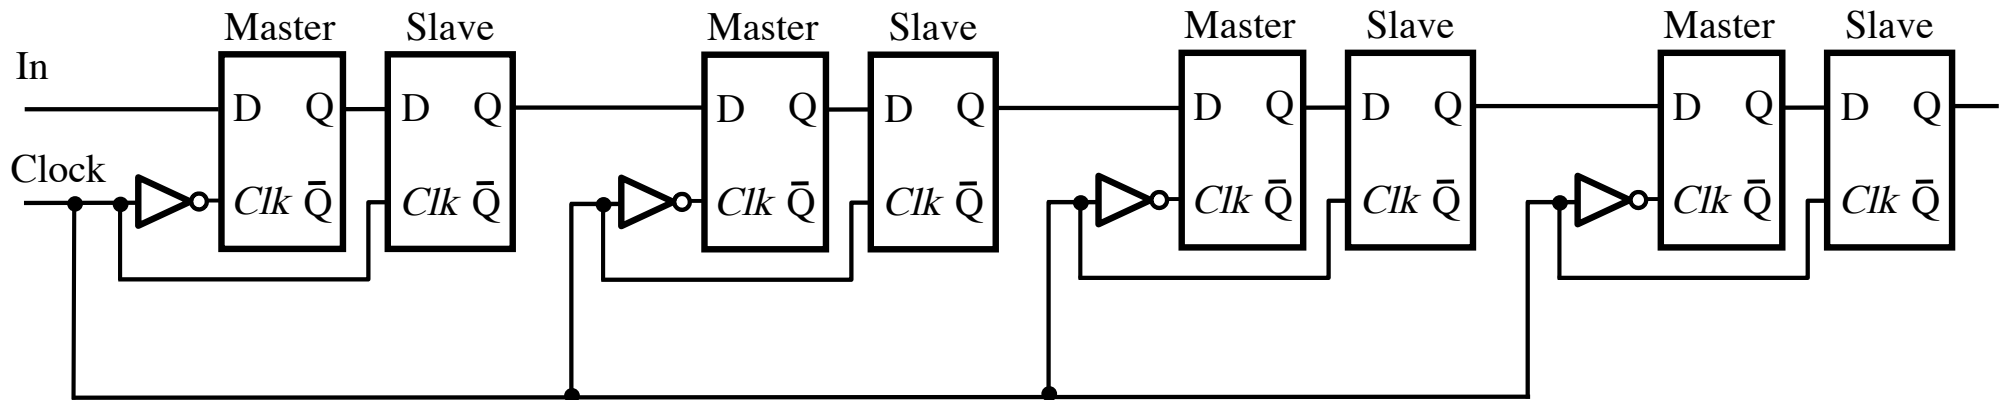 Master Slave Master Slave Master Slave Master Slave
In
D Q D Q D Q D Q D Q D Q D Q D Q
Clock
Clk Q̄ Clk Q̄ Clk Q̄ Clk Q̄ Clk Q̄ Clk Q̄ Clk Q̄ Clk Q̄